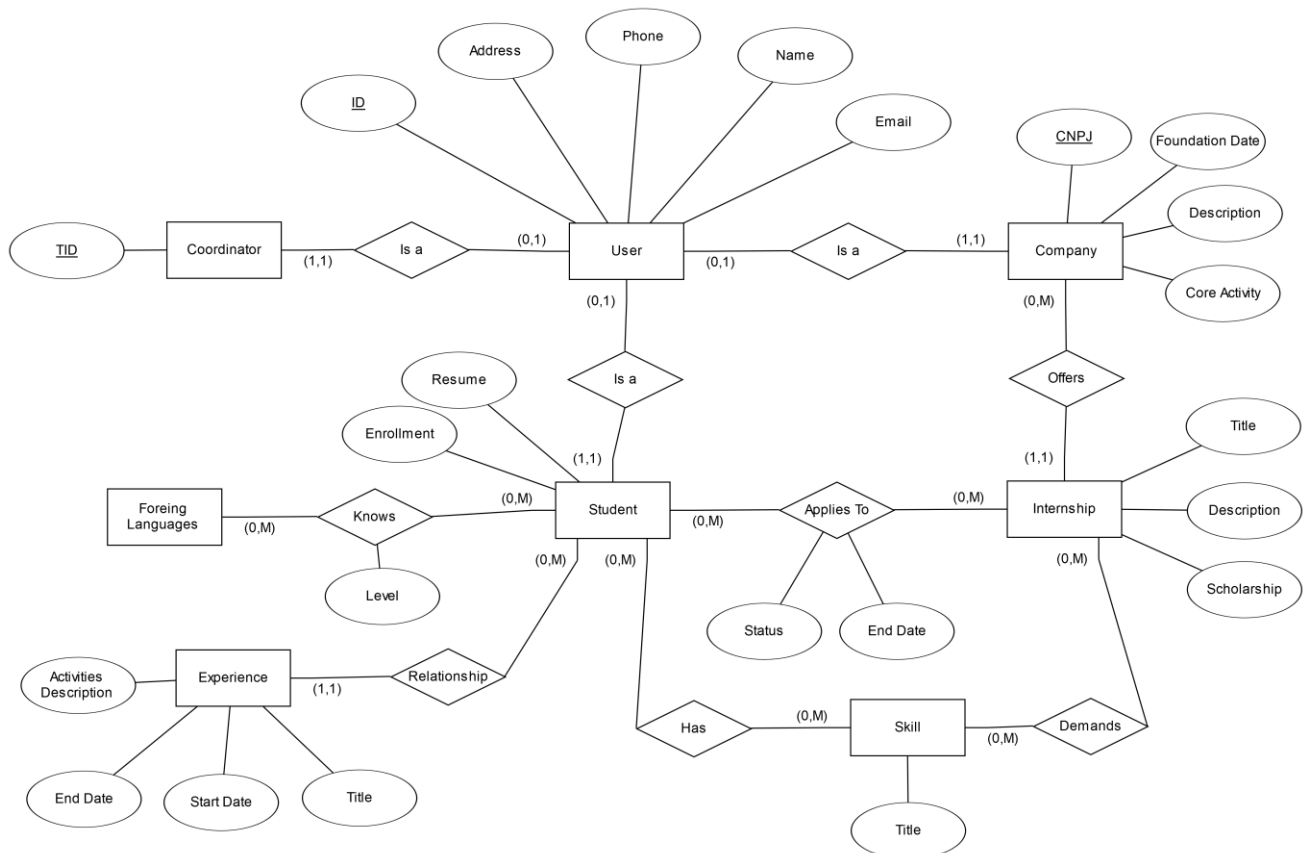 Phone
Address
Name
ID
Email
CNPJ
Foundation Date
Description
Core Activity
TID
Coordinator
(1,1)
Is a
(0,1)
User
(0,1)
Is a
(1,1)
Company
(0,1)
(0,M)
Is a
Offers
Resume
Enrollment
(1,1)
(1,1)
Title
Foreing
Languages
(0,M)
Knows
(0,M)
Student
(0,M)
Applies To
(0,M)
Internship
Description
(0,M)
(0,M)
(0,M)
Level
Scholarship
Status
End Date
Activities
Description
Experience
(1,1)
Relationship
Has
(0,M)
Skill
(0,M)
Demands
End Date
Start Date
Title
Title